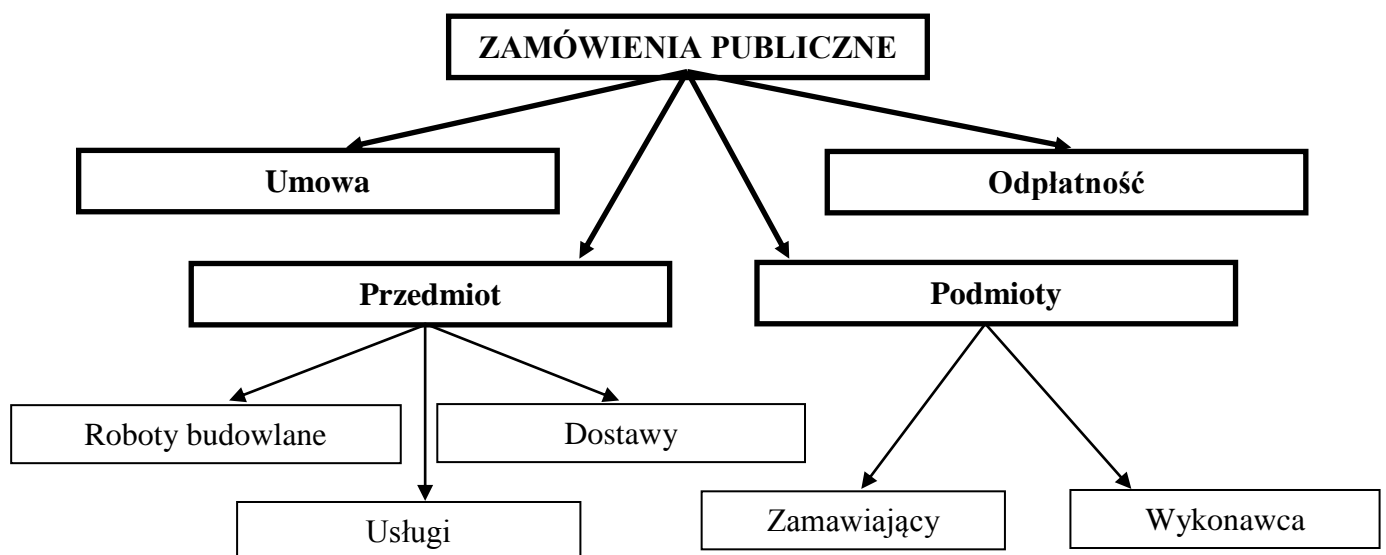 ZAMÓWIENIA PUBLICZNE
Umowa
Odpłatność
Przedmiot
Podmioty
Roboty budowlane
Dostawy
Usługi
Zamawiający
Wykonawca